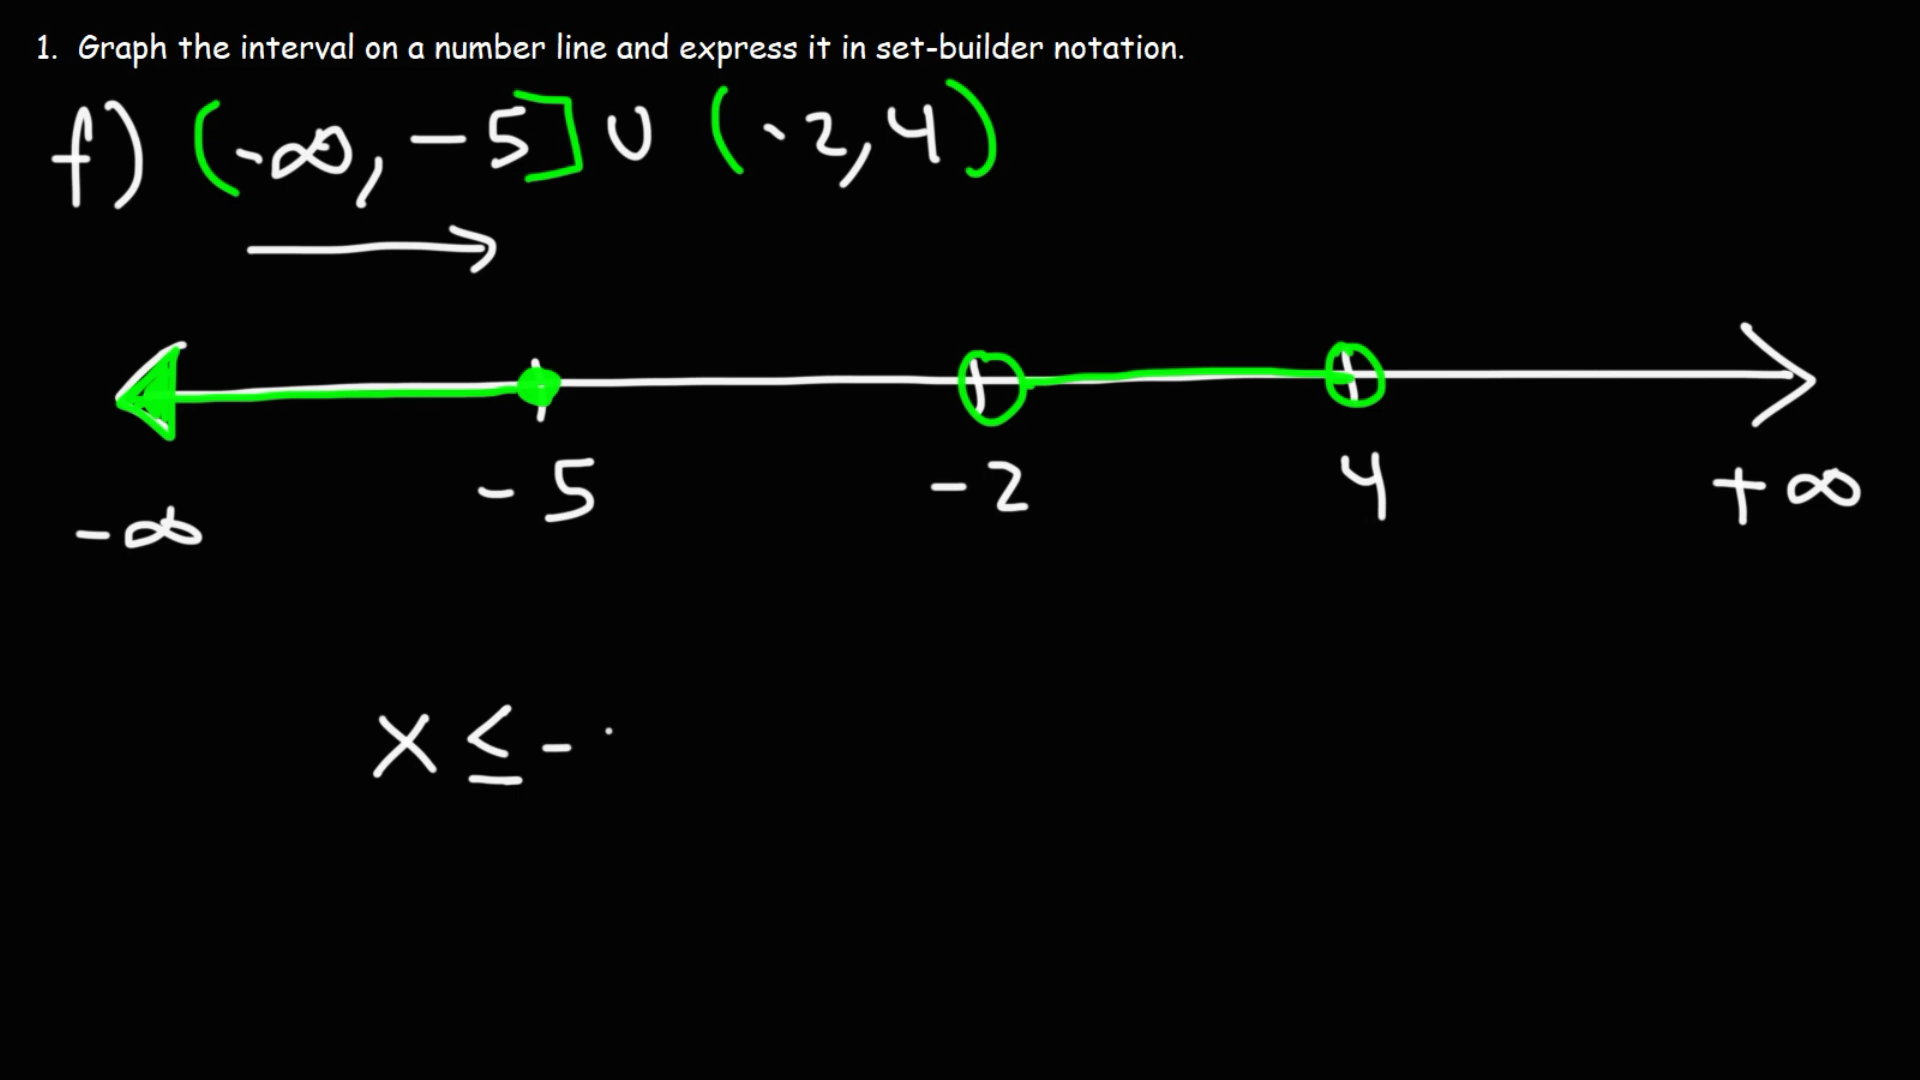 1. Graph the interval on a number line and express it in set-builder notation.
f) (-∞, -5] ∪ (-2, 4)
-∞ -5 -2 4 +∞
x ≤ -